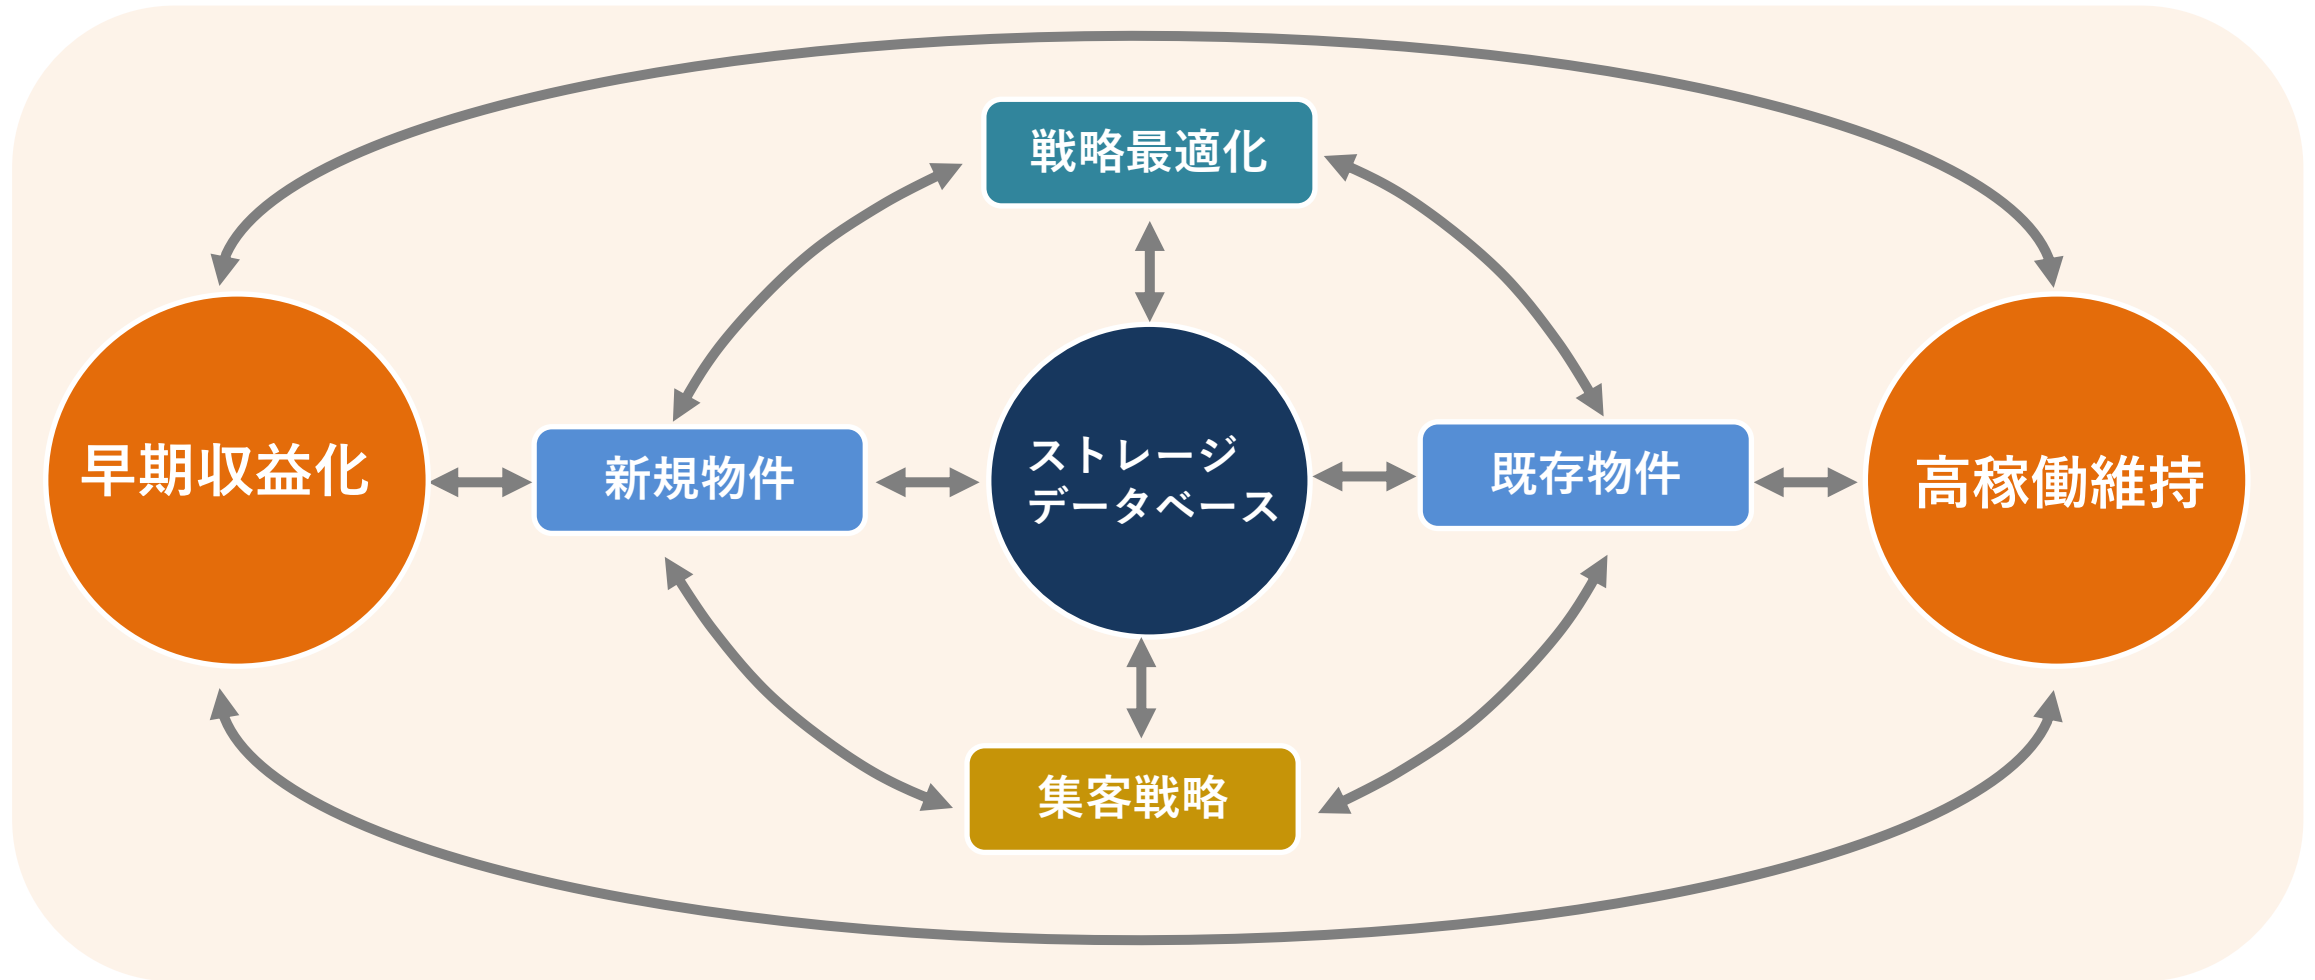 戦略最適化
早期収益化
新規物件
ストレージ
データベース
既存物件
高稼働維持
集客戦略